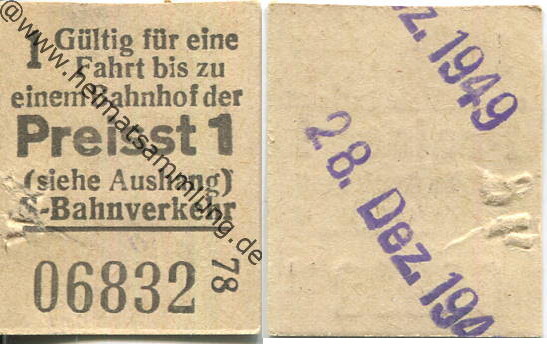 1 Gültig für eine
Fahrt bis zu
einem Bahnhof der
Preisst 1
(siehe Aushang)
S-Bahnverkehr
06832
78
@www.heimatsammlung.de
ez. 1949
28. Dez. 194